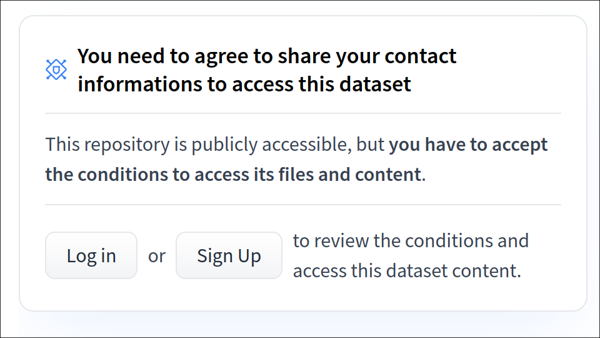 You need to agree to share your contact
informations to access this dataset
This repository is publicly accessible, but you have to accept
the conditions to access its files and content.
Log in or Sign Up to review the conditions and
access this dataset content.